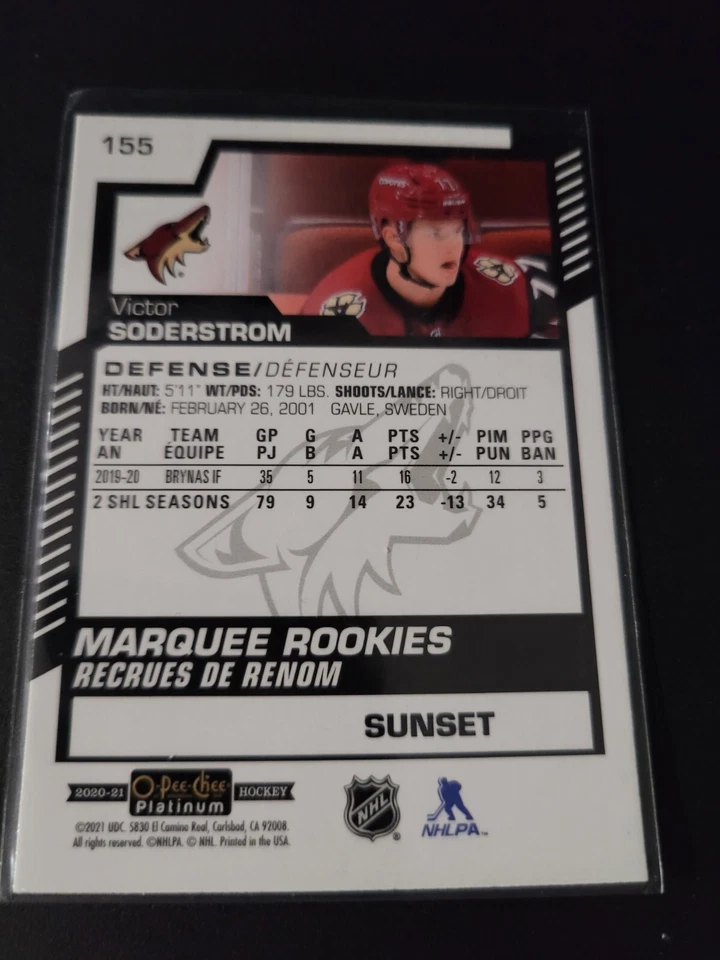 155
77
77
Victor
SODERSTROM
DEFENSE/DÉFENSEUR
HT/HAUT: 5'11" WT/PDS: 179 LBS. SHOOTS/LANCE: RIGHT/DROIT
BORN/NÉ: FEBRUARY 26, 2001 GAVLE, SWEDEN
YEAR TEAM GP G A PTS +/- PIM PPG
AN ÉQUIPE PJ B A PTS +/- PUN BAN
2019-20 BRYNAS IF 35 5 11 16 -2 12 3
2 SHL SEASONS 79 9 14 23 -13 34 5
MARQUEE ROOKIES
RECRUES DE RENOM
SUNSET
2020-21 O-Pee-Chee Platinum HOCKEY
NHL ®
NHLPA™
©2021 UDC. 5830 El Camino Real, Carlsbad, CA 92008.
All rights reserved. ©NHLPA. © NHL. Printed in the USA.